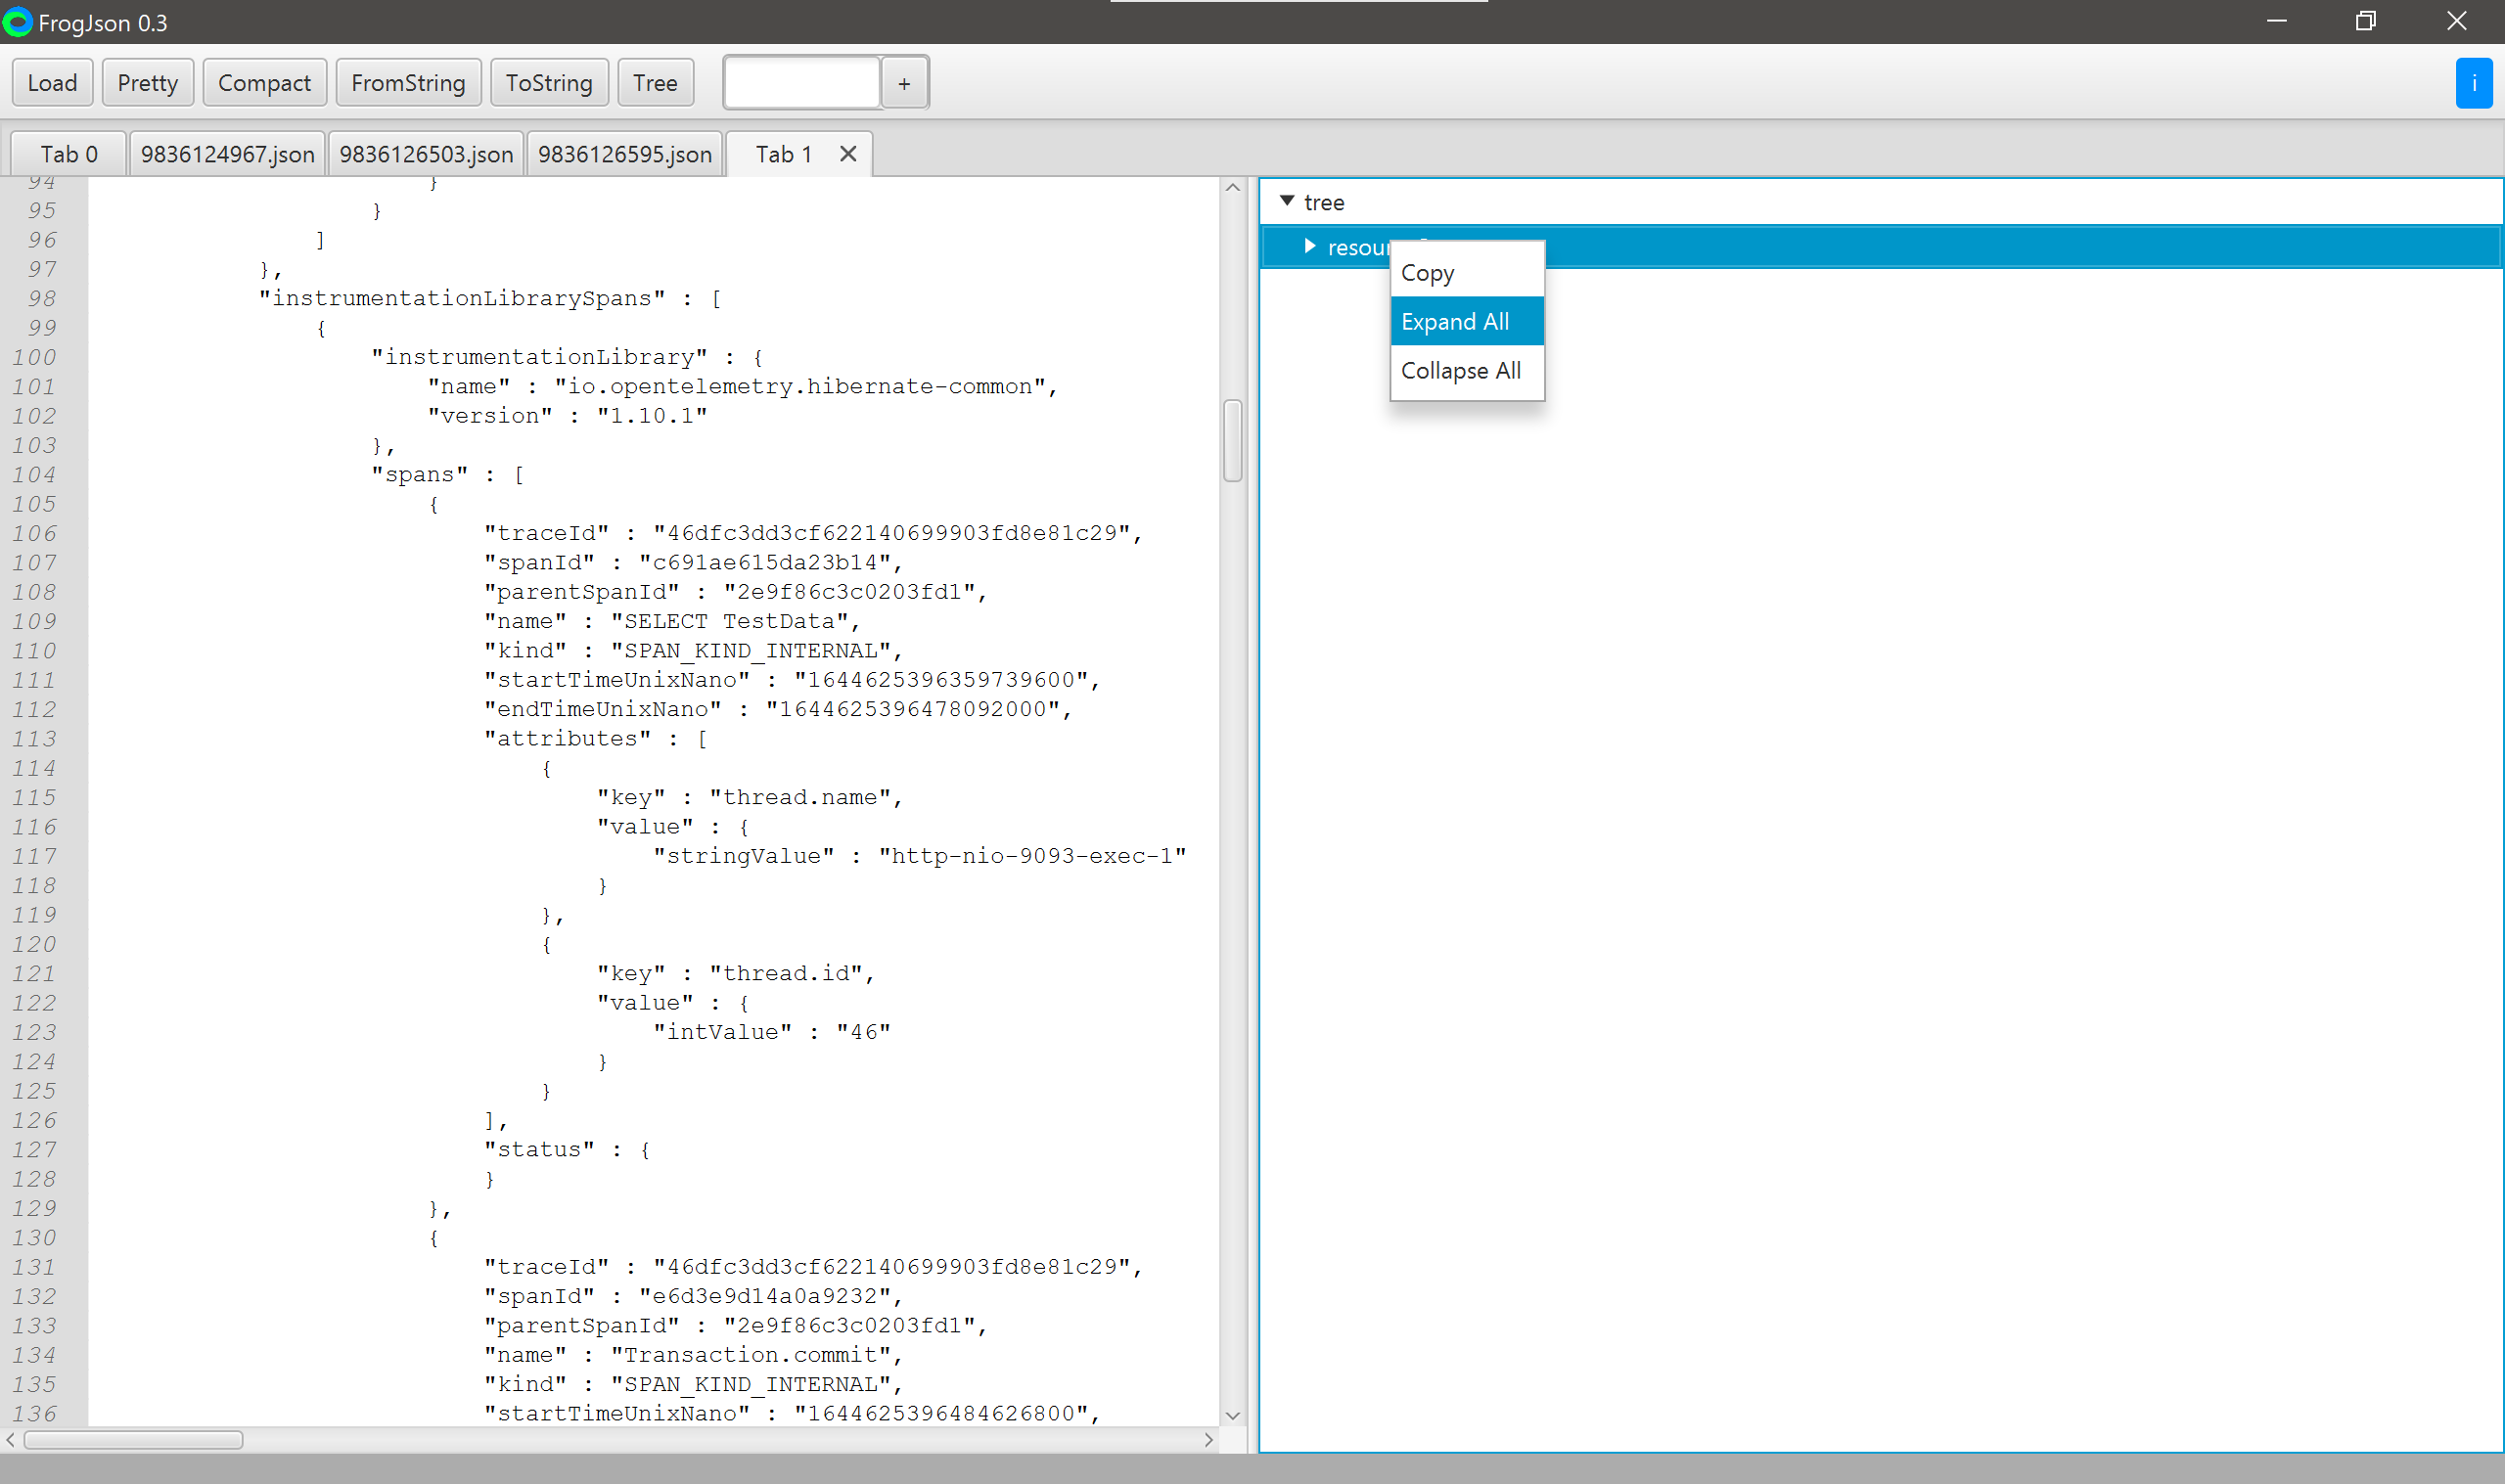 FrogJson 0.3
Load Pretty Compact FromString ToString Tree + i
Tab 0 9836124967.json 9836126503.json 9836126595.json Tab 1
94 }
95 }
96 ]
97 },
98 "instrumentationLibrarySpans" : [
99 {
100 "instrumentationLibrary" : {
101 "name" : "io.opentelemetry.hibernate-common",
102 "version" : "1.10.1"
103 },
104 "spans" : [
105 {
106 "traceId" : "46dfc3dd3cf622140699903fd8e81c29",
107 "spanId" : "c691ae615da23b14",
108 "parentSpanId" : "2e9f86c3c0203fd1",
109 "name" : "SELECT TestData",
110 "kind" : "SPAN_KIND_INTERNAL",
111 "startTimeUnixNano" : "1644625396359739600",
112 "endTimeUnixNano" : "1644625396478092000",
113 "attributes" : [
114 {
115 "key" : "thread.name",
116 "value" : {
117 "stringValue" : "http-nio-9093-exec-1"
118 }
119 },
120 {
121 "key" : "thread.id",
122 "value" : {
123 "intValue" : "46"
124 }
125 }
126 ],
127 "status" : {
128 }
129 },
130 {
131 "traceId" : "46dfc3dd3cf622140699903fd8e81c29",
132 "spanId" : "e6d3e9d14a0a9232",
133 "parentSpanId" : "2e9f86c3c0203fd1",
134 "name" : "Transaction.commit",
135 "kind" : "SPAN_KIND_INTERNAL",
136 "startTimeUnixNano" : "1644625396484626800",
tree
Copy
Expand All
Collapse All